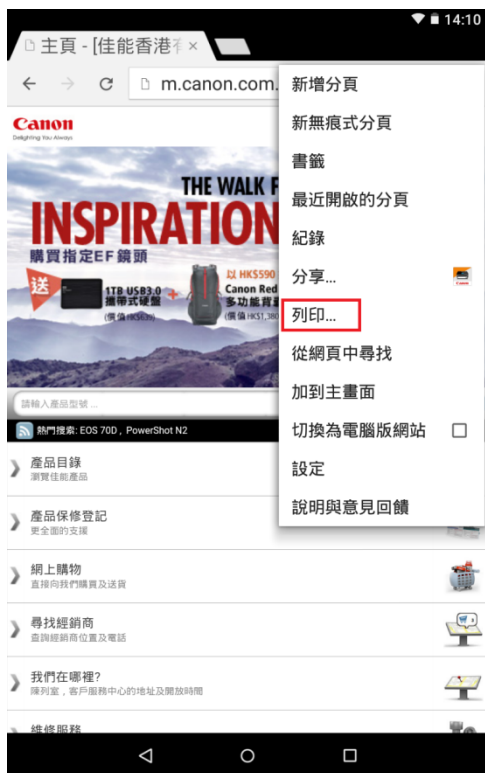 14:10
主頁 - [佳能香港
m.canon.com.
Canon
Delighting You Always
THE WALK F
INSPIRATION
購買指定EF 鏡頭
送
1TB USB3.0
攜帶式硬盤
+
以 HK$590
Canon Red
多功能背
(價值HK$1,380
請輸入產品型號 ...
熱門搜索: EOS 70D , PowerShot N2
產品目錄
瀏覽佳能產品
產品保修登記
更全面的支援
網上購物
直接向我們購買及送貨
尋找經銷商
查詢經銷商位置及電話
我們在哪裡?
陳列室，客戶服務中心的地址及開放時間
維修服務
新增分頁
新無痕式分頁
書籤
最近開啟的分頁
紀錄
分享...
列印...
從網頁中尋找
加到主畫面
切換為電腦版網站
設定
說明與意見回饋